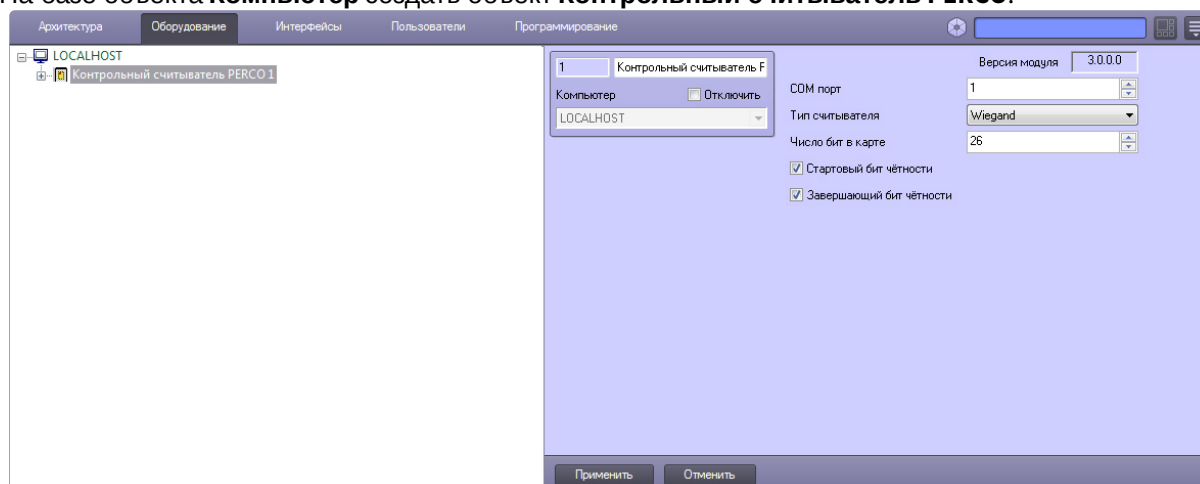 На базе объекта Компьютер создать объект Контрольный считыватель PERCo.
Архитектура Оборудование Интерфейсы Пользователи Программирование
LOCALHOST
Контрольный считыватель PERCO 1
1 Контрольный считыватель P
Компьютер Отключить
LOCALHOST
Версия модуля 3.0.0.0
COM порт 1
Тип считывателя Wiegand
Число бит в карте 26
Стартовый бит чётности
Завершающий бит чётности
Применить Отменить